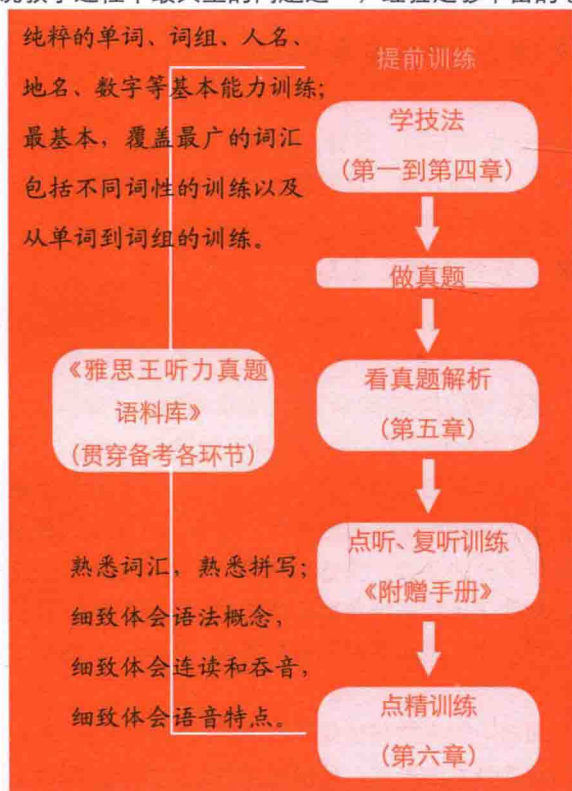 纯粹的单词、词组、人名、
地名、数字等基本能力训练；
最基本，覆盖最广的词汇
包括不同词性的训练以及
从单词到词组的训练。
提前训练
学技法
（第一到第四章）
做真题
《雅思王听力真题
语料库》
（贯穿备考各环节）
看真题解析
（第五章）
点听、复听训练
《附赠手册》
熟悉词汇，熟悉拼写；
细致体会语法概念，
细致体会连读和吞音，
细致体会语音特点。
点精训练
（第六章）